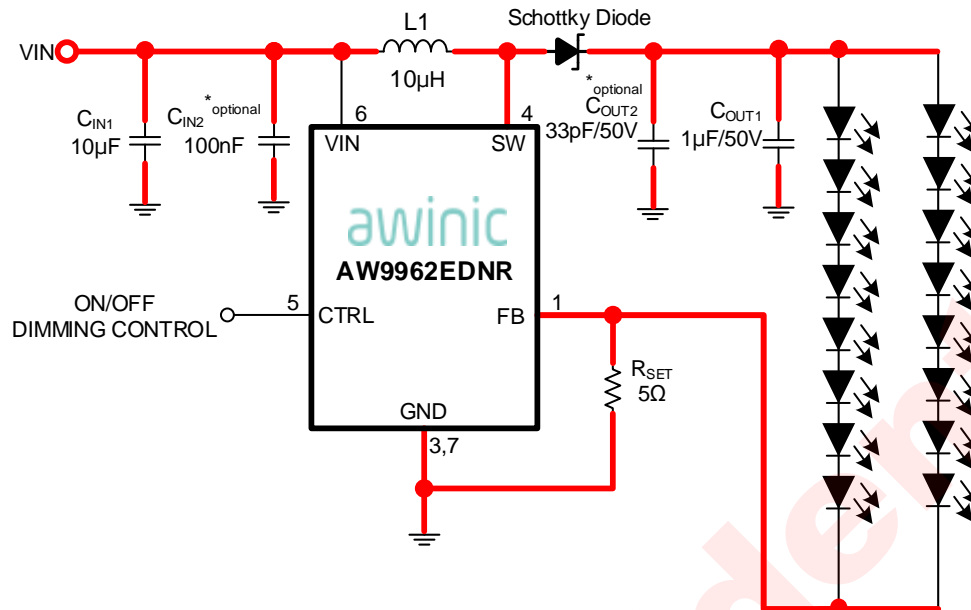 L1
Schottky Diode
VIN
10µH
*optional
CIN1
10µF
CIN2
100nF
6
4
*optional
COUT2
33pF/50V
COUT1
1µF/50V
VIN
SW
awinic
AW9962EDNR
ON/OFF
DIMMING CONTROL
5
CTRL
1
FB
RSET
5Ω
GND
3,7